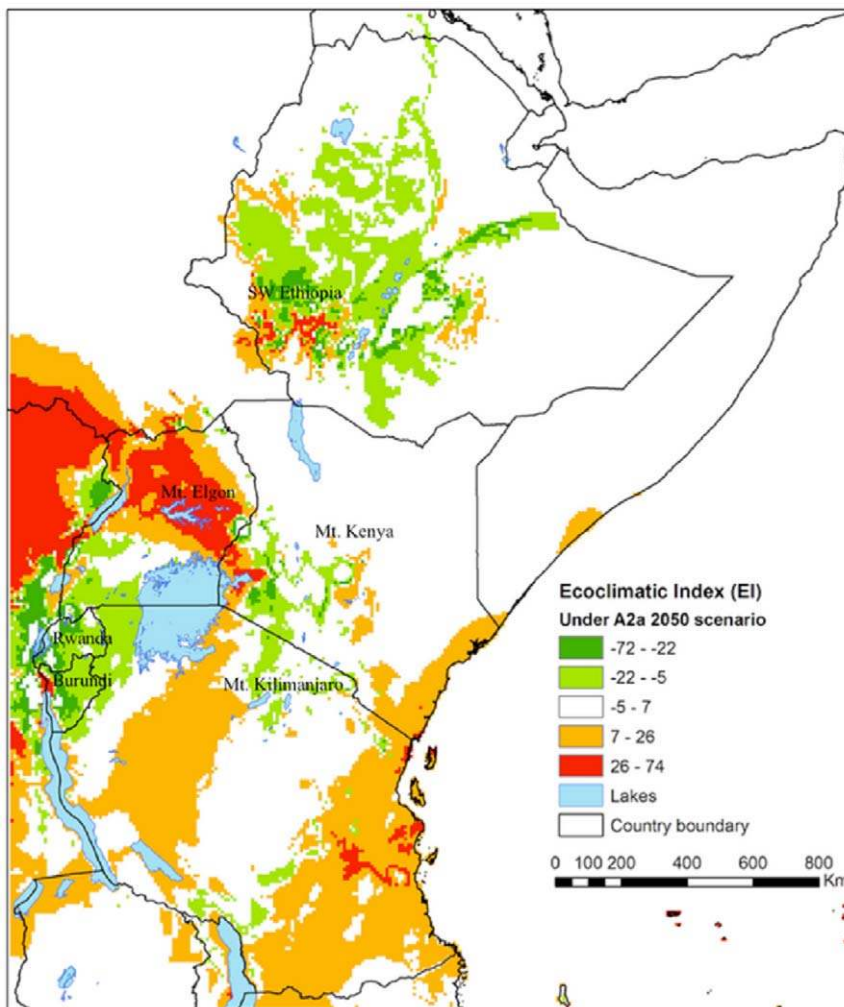 SW Ethiopia
Mt. Elgon
Mt. Kenya
Rwanda
Burundi
Mt. Kilimanjaro
Ecoclimatic Index (EI)
Under A2a 2050 scenario
-72 - -22
-22 - -5
-5 - 7
7 - 26
26 - 74
Lakes
Country boundary
0 100 200 400 600 800
Km